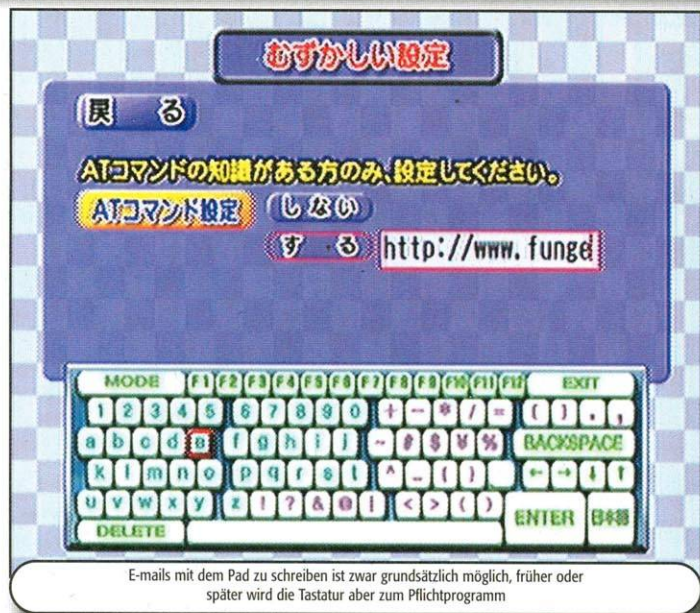 むずかしい設定
戻 る
ATコマンドの知識がある方のみ、設定してください。
ATコマンド設定 しない
す る http://www.funge
MODE F1 F2 F3 F4 F5 F6 F7 F8 F9 F10 F11 F12 EXIT
1 2 3 4 5 6 7 8 9 0 + - * / = ( ) . ,
a b c d e f g h i j ~ # $ ¥ % BACKSPACE
k l m n o p q r s t ^ _ { } ← → ↓ ↑
u v w x y z ! ? & @ | < > ( ) ENTER 日本語
DELETE
E-mails mit dem Pad zu schreiben ist zwar grundsätzlich möglich, früher oder
später wird die Tastatur aber zum Pflichtprogramm